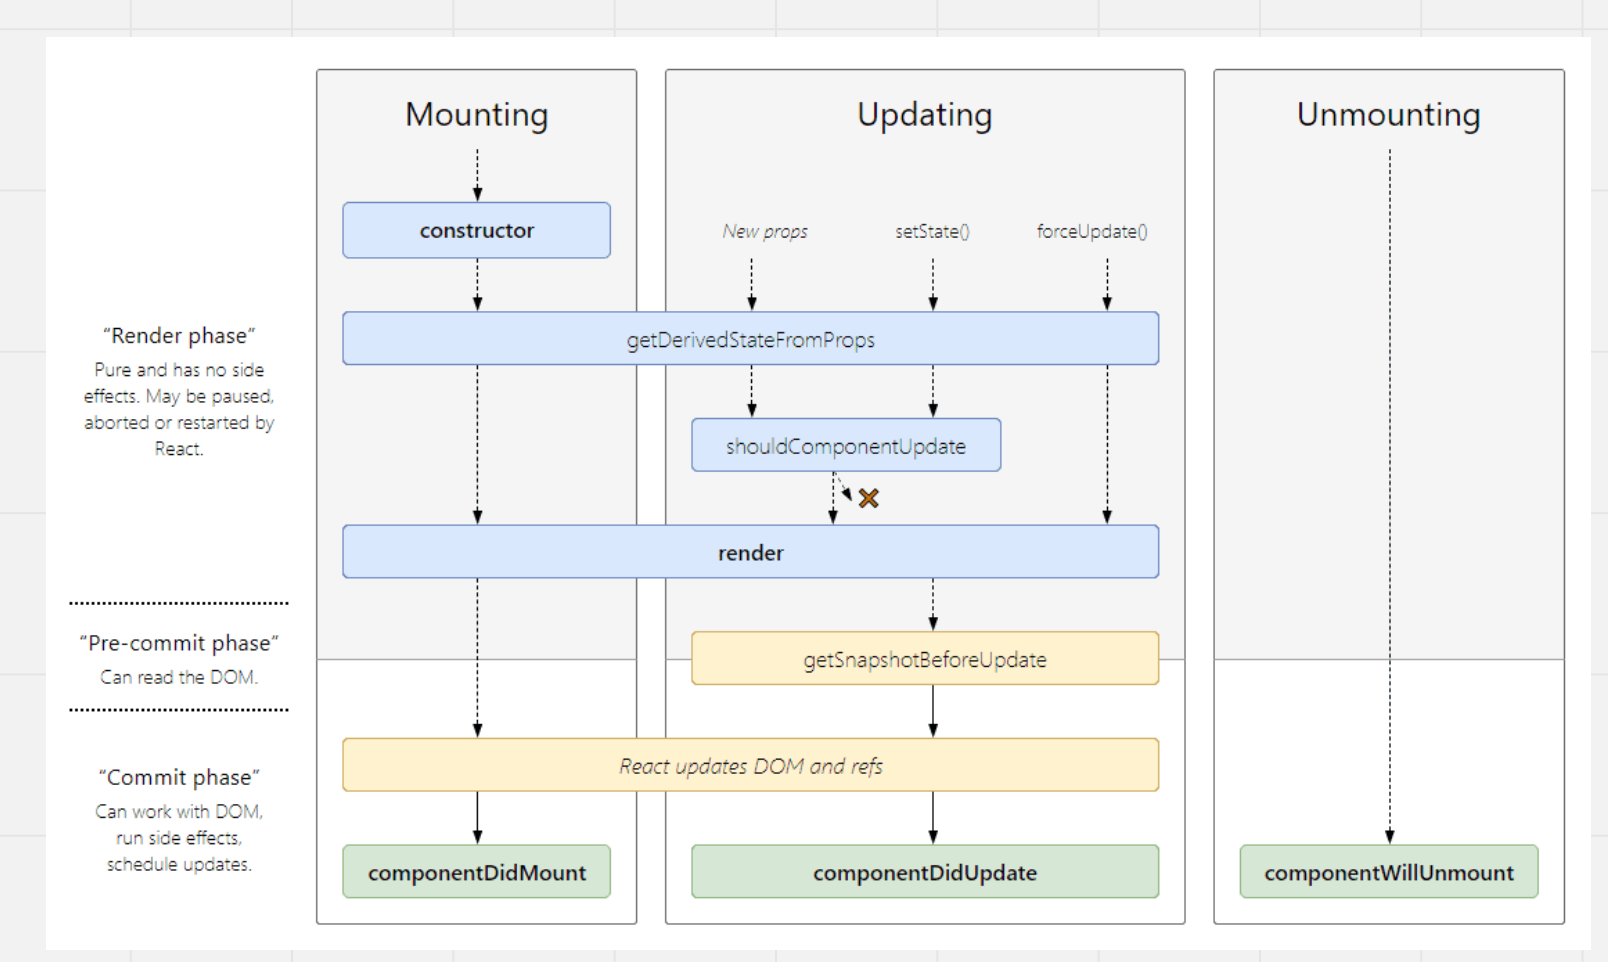 Mounting
Updating
Unmounting
constructor
New props
setState()
forceUpdate()
“Render phase”
Pure and has no side
effects. May be paused,
aborted or restarted by
React.
getDerivedStateFromProps
shouldComponentUpdate
render
“Pre-commit phase”
Can read the DOM.
getSnapshotBeforeUpdate
“Commit phase”
Can work with DOM,
run side effects,
schedule updates.
React updates DOM and refs
componentDidMount
componentDidUpdate
componentWillUnmount